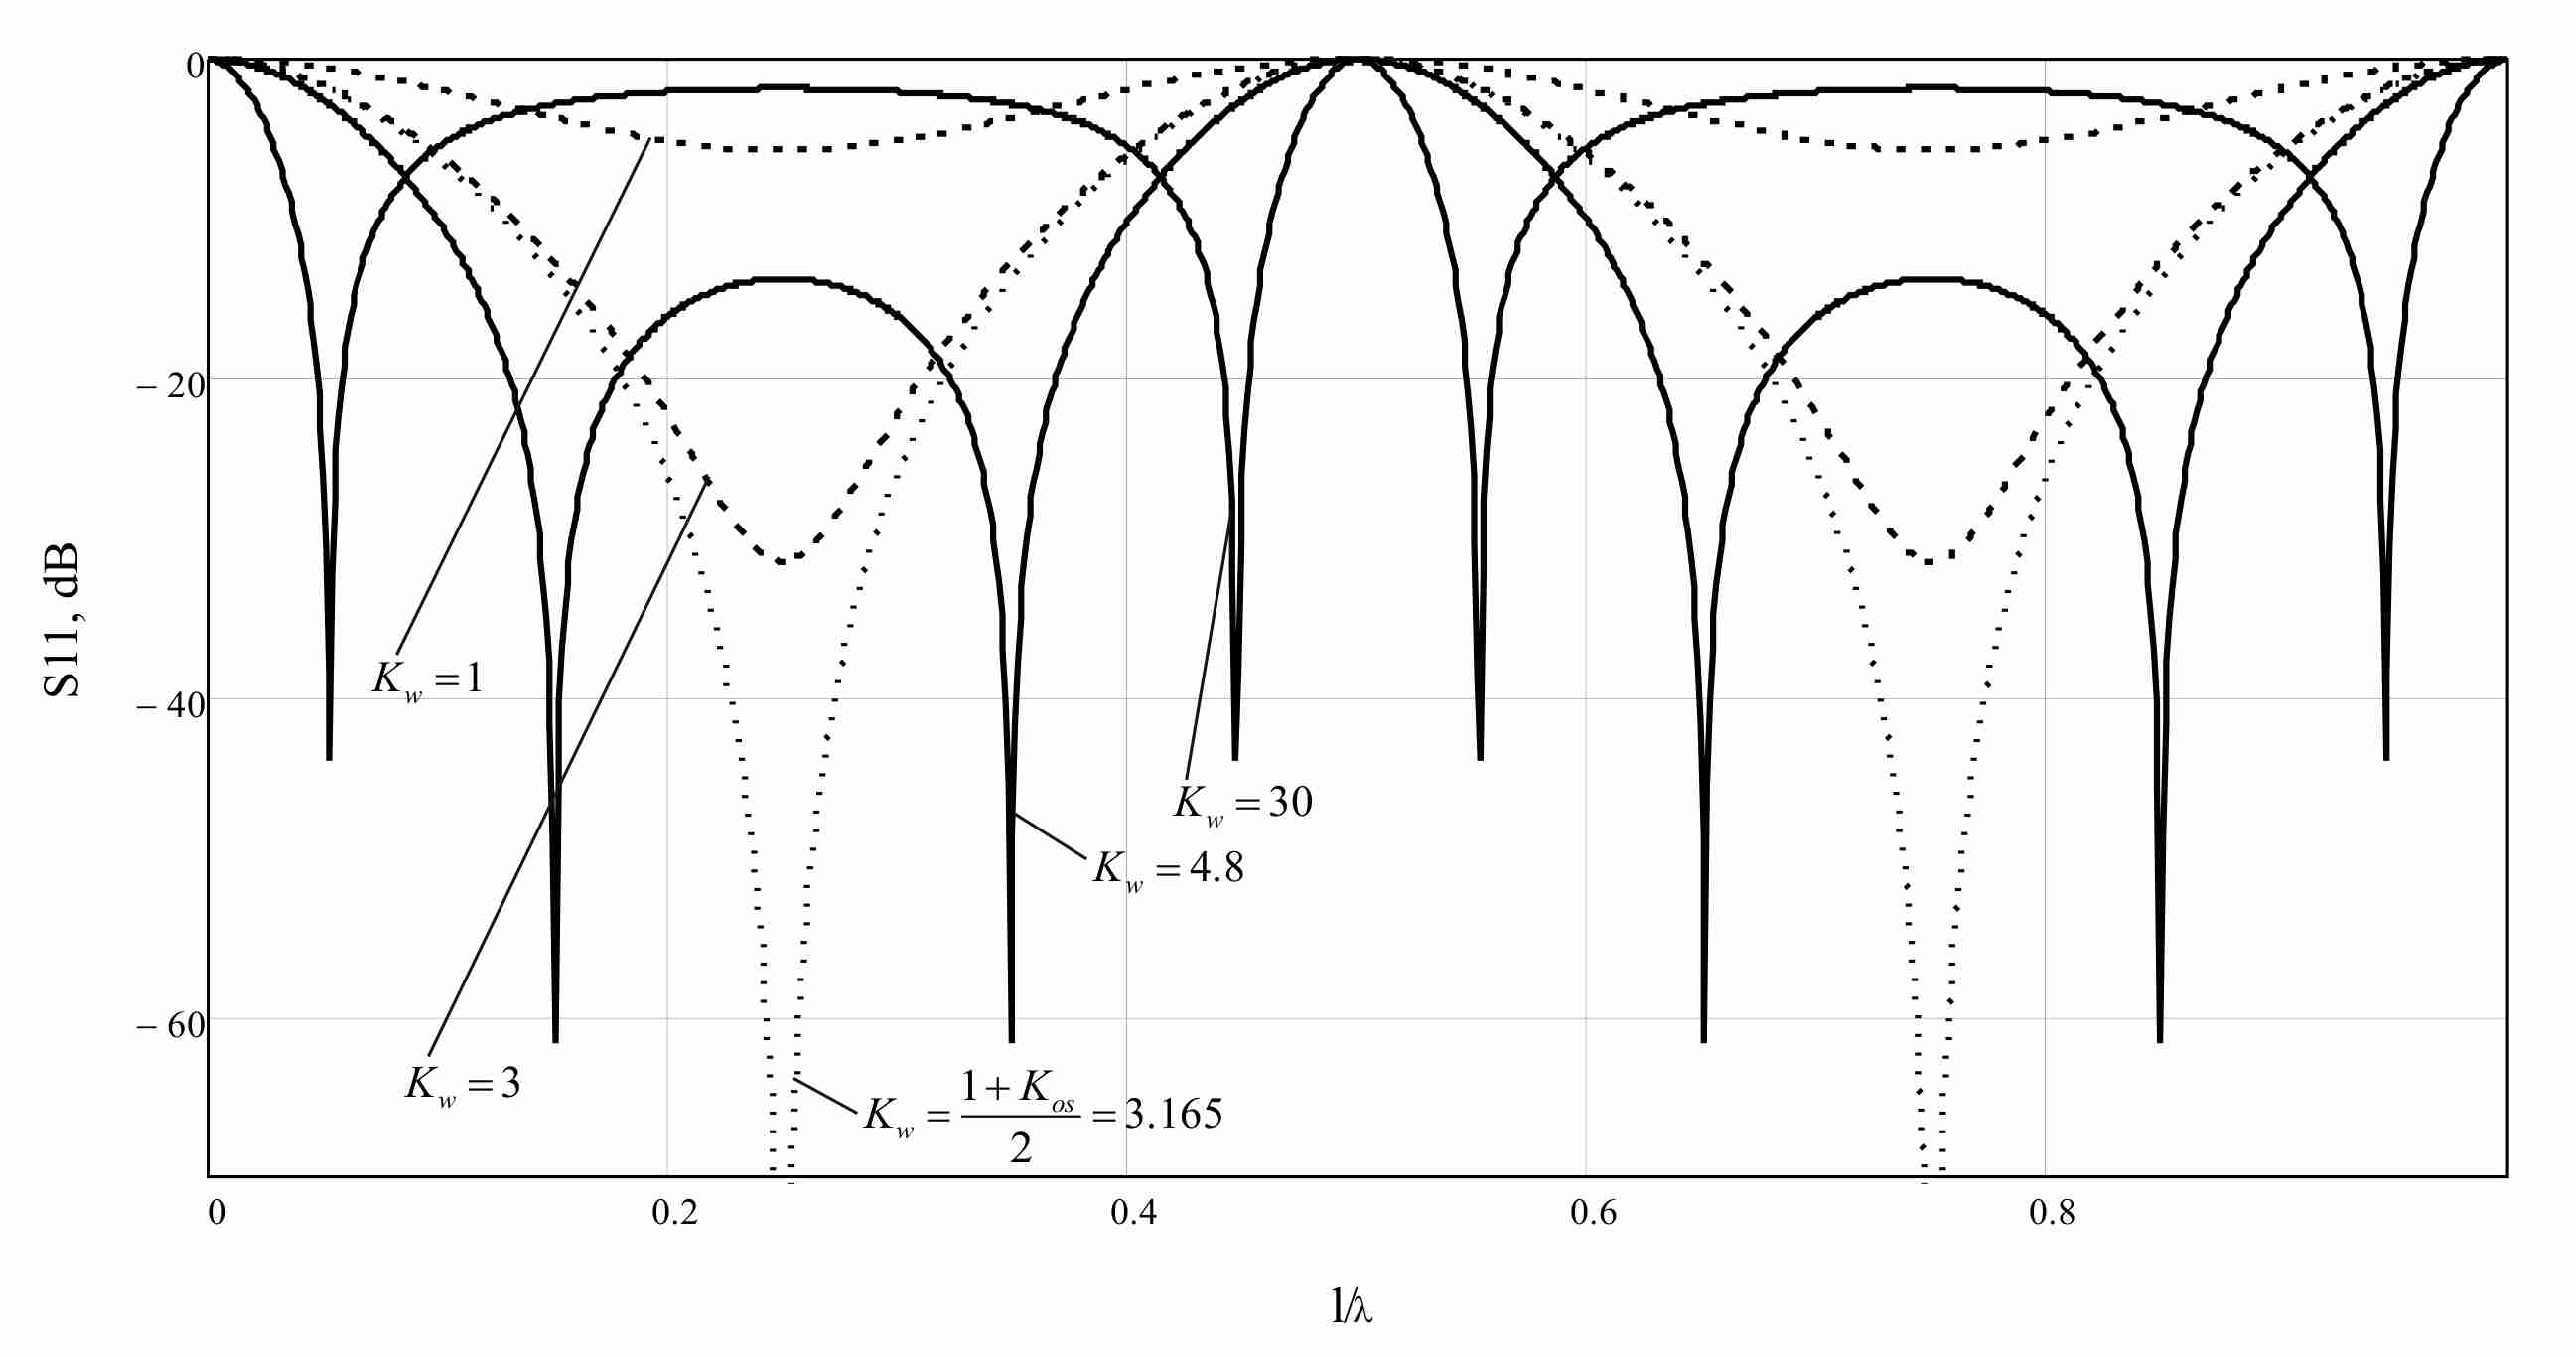 0
– 20
– 40
– 60
S11, dB
K_w = 1
K_w = 30
K_w = 4.8
K_w = 3
K_w = (1 + K_os)/2 = 3.165
0 0.2 0.4 0.6 0.8
l/λ